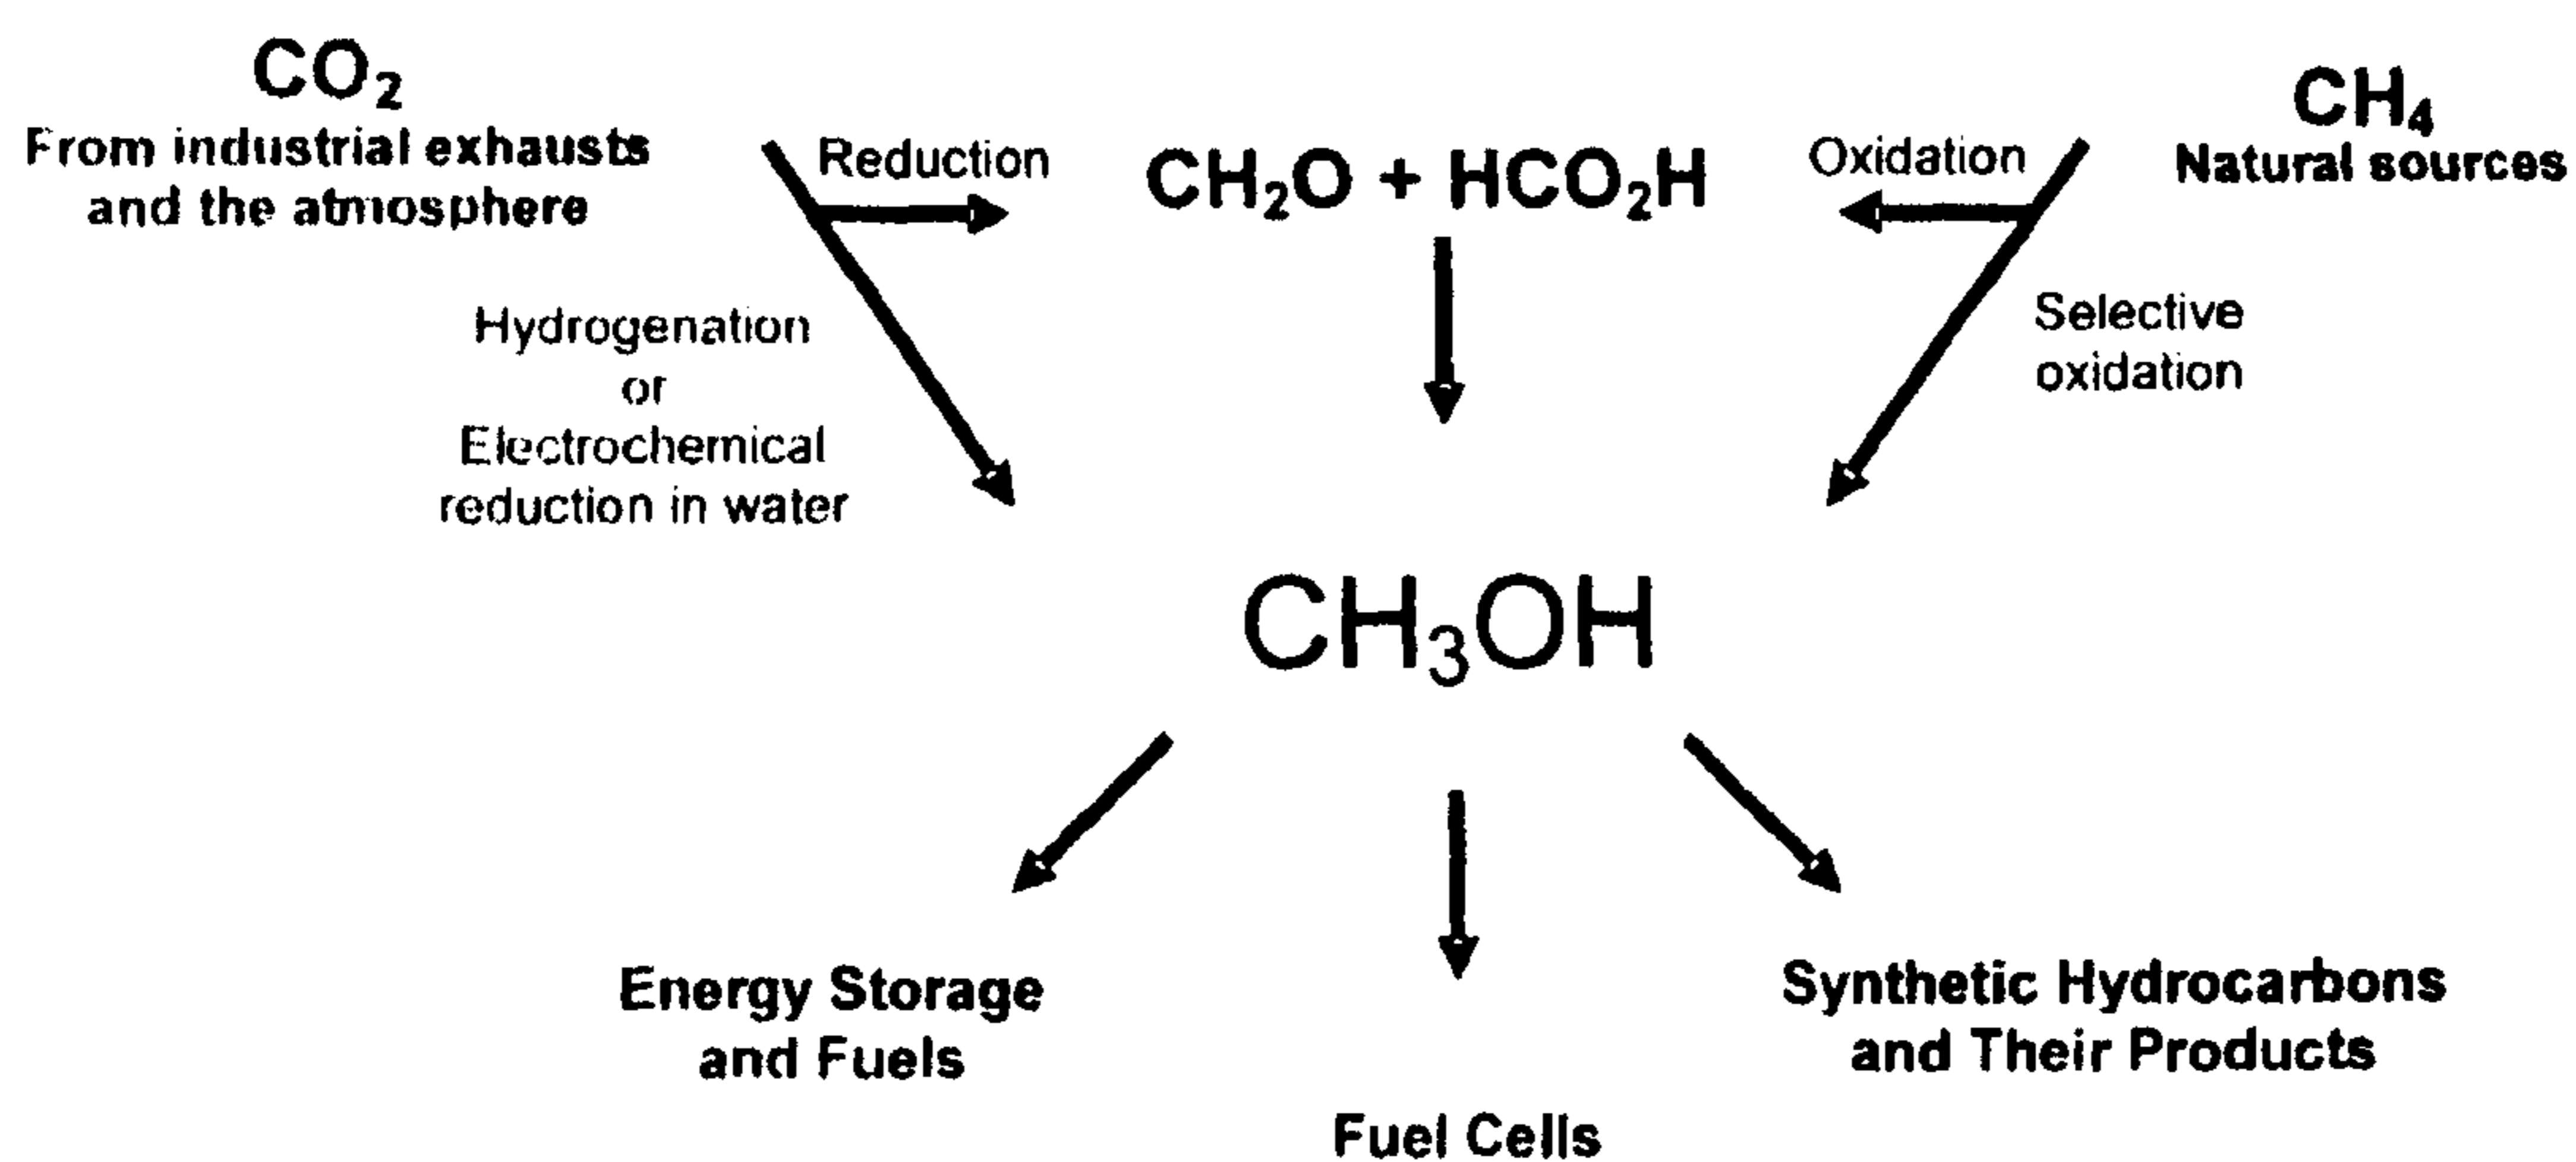 CO₂
From industrial exhausts
and the atmosphere
Reduction
CH₂O + HCO₂H
Oxidation
CH₄
Natural sources
Hydrogenation
or
Electrochemical
reduction in water
Selective
oxidation
CH₃OH
Energy Storage
and Fuels
Fuel Cells
Synthetic Hydrocarbons
and Their Products